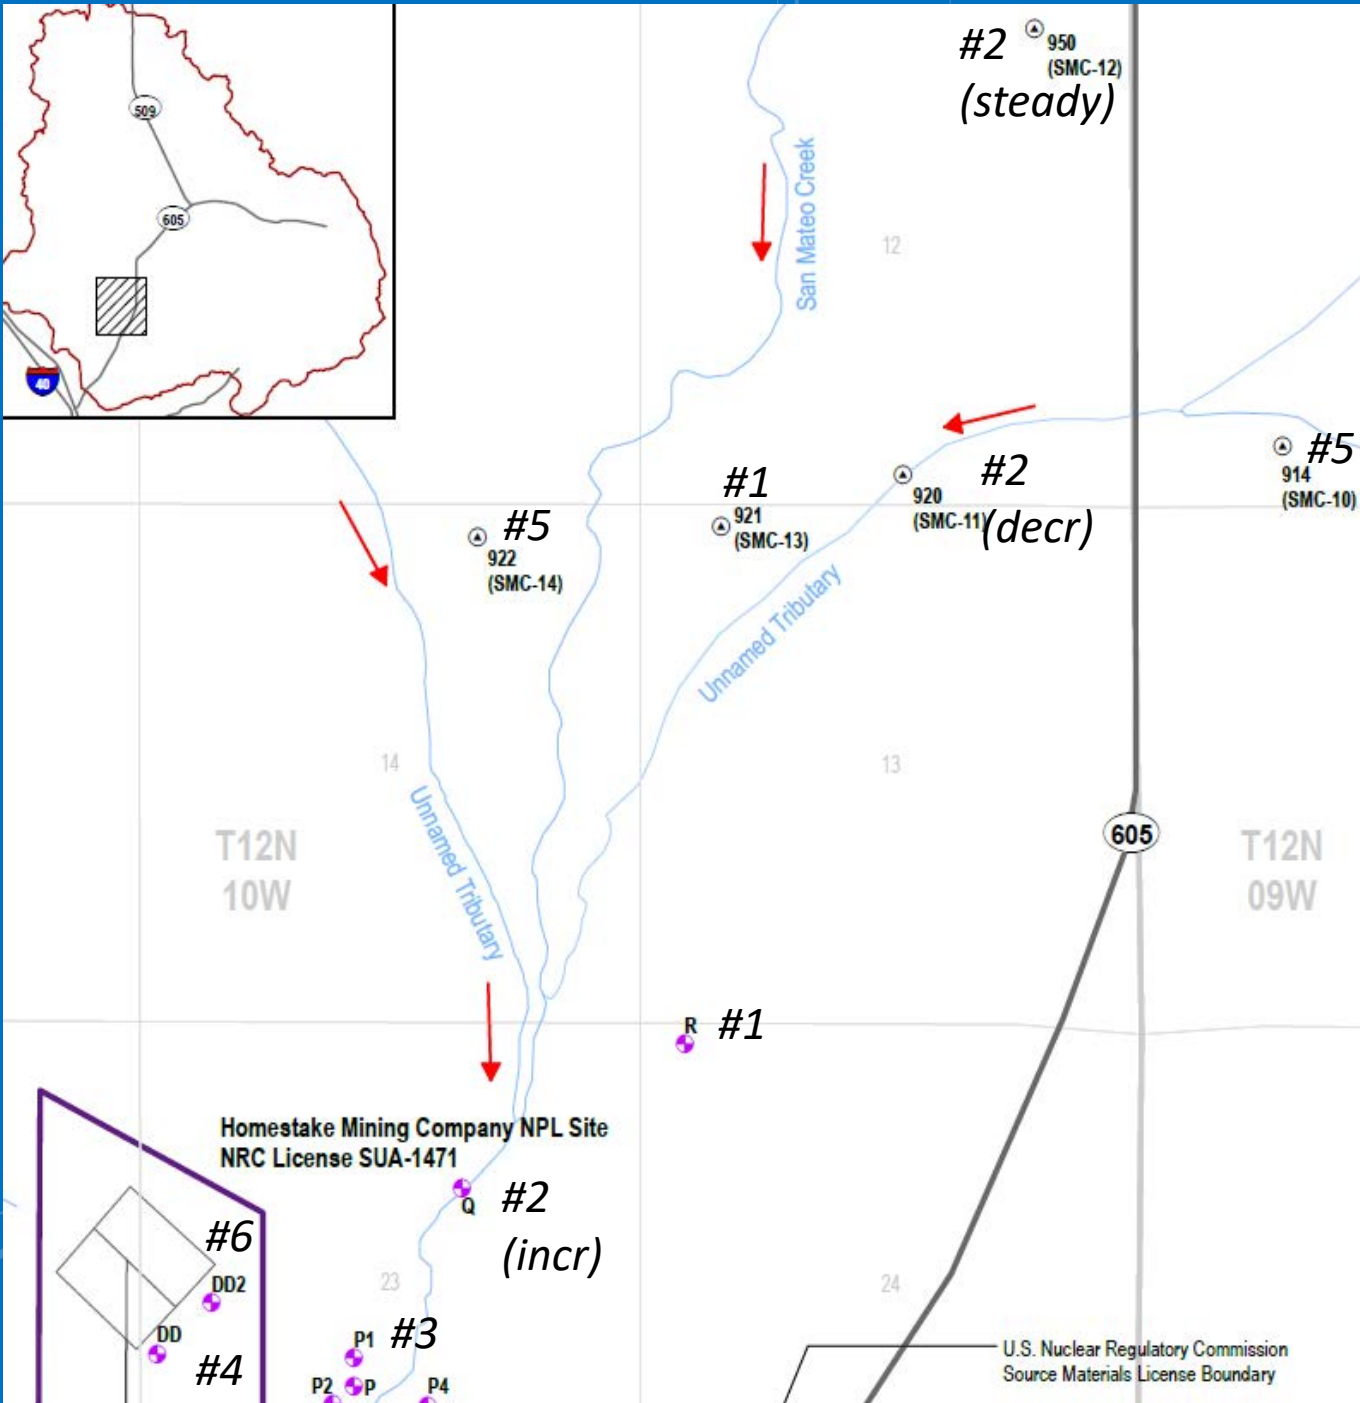 #2
(steady)
950
(SMC-12)
509
605
40
San Mateo Creek
12
#5
914
(SMC-10)
#2
(decr)
920
(SMC-11)
#1
921
(SMC-13)
#5
922
(SMC-14)
Unnamed Tributary
14
13
Unnamed Tributary
T12N
10W
605
T12N
09W
R
#1
Homestake Mining Company NPL Site
NRC License SUA-1471
Q
#2
(incr)
#6
DD2
23
24
DD
#4
P1
#3
P2
P
P4
U.S. Nuclear Regulatory Commission
Source Materials License Boundary